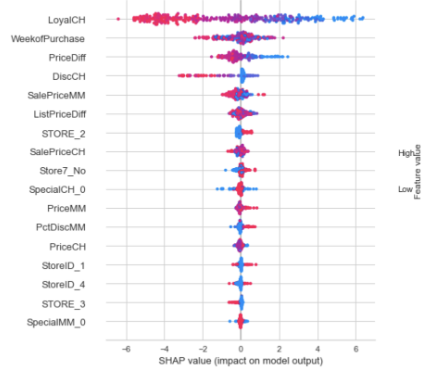 LoyalCH
WeekofPurchase
PriceDiff
DiscCH
SalePriceMM
ListPriceDiff
STORE_2
SalePriceCH
Store7_No
SpecialCH_0
PriceMM
PctDiscMM
PriceCH
StoreID_1
StoreID_4
STORE_3
SpecialMM_0
High
Low
Feature value
-6 -4 -2 0 2 4 6
SHAP value (impact on model output)